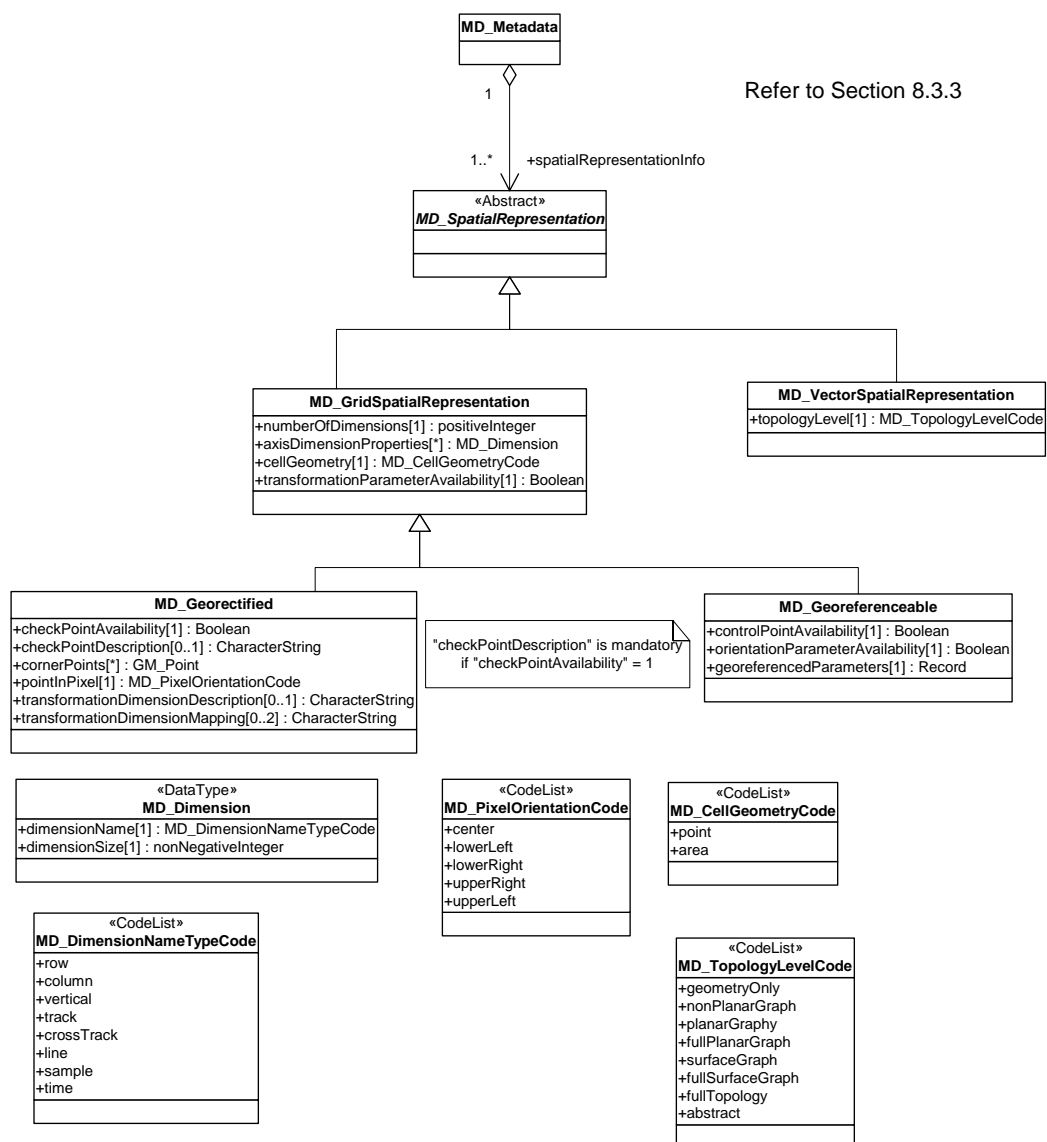 MD_Metadata
Refer to Section 8.3.3
1
1..*
+spatialRepresentationInfo
«Abstract»
MD_SpatialRepresentation
MD_GridSpatialRepresentation
+numberOfDimensions[1] : positiveInteger
+axisDimensionProperties[*] : MD_Dimension
+cellGeometry[1] : MD_CellGeometryCode
+transformationParameterAvailability[1] : Boolean
MD_VectorSpatialRepresentation
+topologyLevel[1] : MD_TopologyLevelCode
MD_Georectified
+checkPointAvailability[1] : Boolean
+checkPointDescription[0..1] : CharacterString
+cornerPoints[*] : GM_Point
+pointInPixel[1] : MD_PixelOrientationCode
+transformationDimensionDescription[0..1] : CharacterString
+transformationDimensionMapping[0..2] : CharacterString
"checkPointDescription" is mandatory
if "checkPointAvailability" = 1
MD_Georeferenceable
+controlPointAvailability[1] : Boolean
+orientationParameterAvailability[1] : Boolean
+georeferencedParameters[1] : Record
«DataType»
MD_Dimension
+dimensionName[1] : MD_DimensionNameTypeCode
+dimensionSize[1] : nonNegativeInteger
«CodeList»
MD_PixelOrientationCode
+center
+lowerLeft
+lowerRight
+upperRight
+upperLeft
«CodeList»
MD_CellGeometryCode
+point
+area
«CodeList»
MD_DimensionNameTypeCode
+row
+column
+vertical
+track
+crossTrack
+line
+sample
+time
«CodeList»
MD_TopologyLevelCode
+geometryOnly
+nonPlanarGraph
+planarGraphy
+fullPlanarGraph
+surfaceGraph
+fullSurfaceGraph
+fullTopology
+abstract